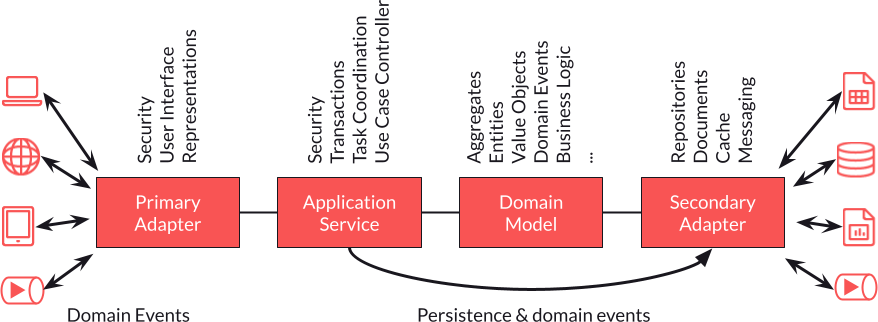 Security
User Interface
Representations
Security
Transactions
Task Coordination
Use Case Controller
Aggregates
Entities
Value Objects
Domain Events
Business Logic
...
Repositories
Documents
Cache
Messaging
Primary
Adapter
Application
Service
Domain
Model
Secondary
Adapter
Domain Events
Persistence & domain events